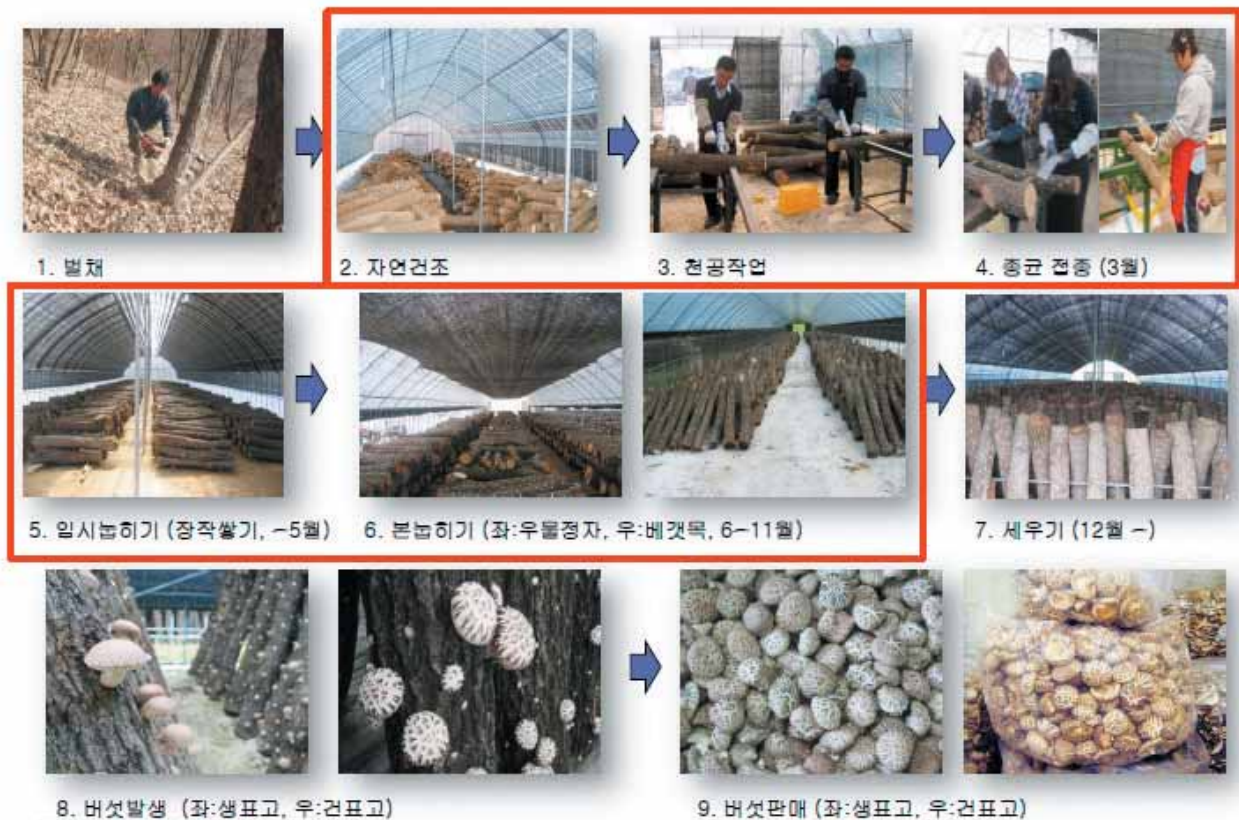 1. 벌채
2. 자연건조
3. 천공작업
4. 종균 접종 (3월)
5. 임시눕히기 (장작쌓기, ~5월)
6. 본눕히기 (좌:우물정자, 우:베갯목, 6~11월)
7. 세우기 (12월 ~)
8. 버섯발생 (좌:생표고, 우:건표고)
9. 버섯판매 (좌:생표고, 우:건표고)